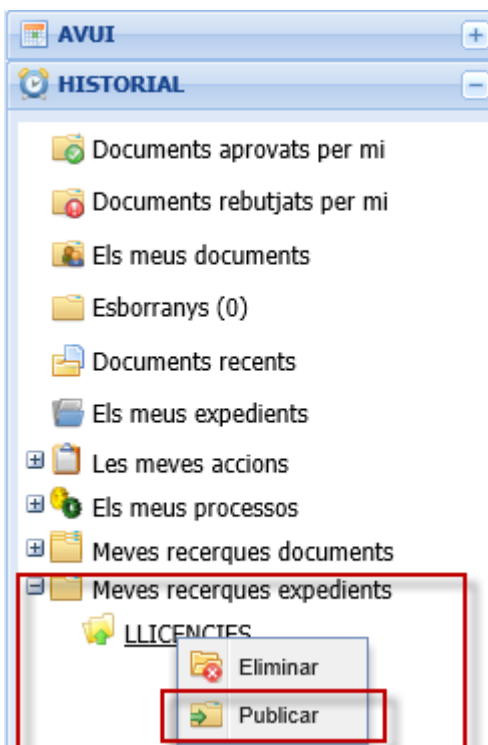 AVUI
HISTORIAL
Documents aprovats per mi
Documents rebutjats per mi
Els meus documents
Esborranys (0)
Documents recents
Els meus expedients
Les meves accions
Els meus processos
Meves recerques documents
Meves recerques expedients
LLICENCIES
Eliminar
Publicar